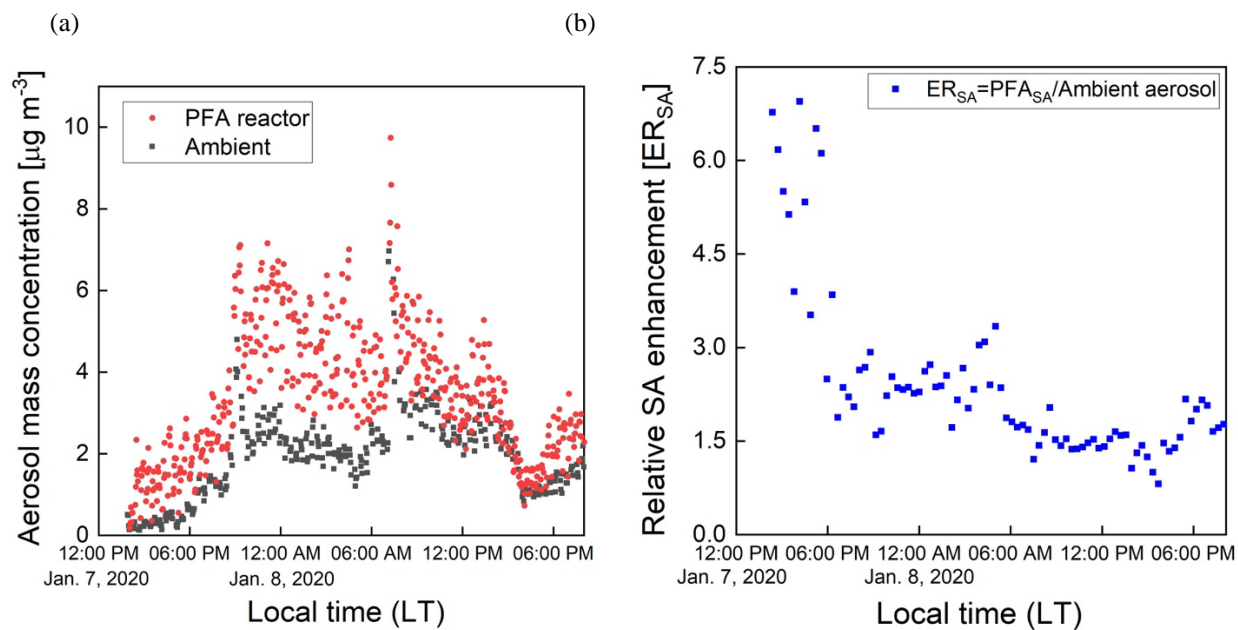 (a)
Aerosol mass concentration [µg m⁻³]
10
8
6
4
2
0
PFA reactor
Ambient
12:00 PM 06:00 PM 12:00 AM 06:00 AM 12:00 PM 06:00 PM
Jan. 7, 2020 Jan. 8, 2020
Local time (LT)
(b)
Relative SA enhancement [ER_SA]
7.5
6.0
4.5
3.0
1.5
0.0
ER_SA=PFA_SA/Ambient aerosol
12:00 PM 06:00 PM 12:00 AM 06:00 AM 12:00 PM 06:00 PM
Jan. 7, 2020 Jan. 8, 2020
Local time (LT)